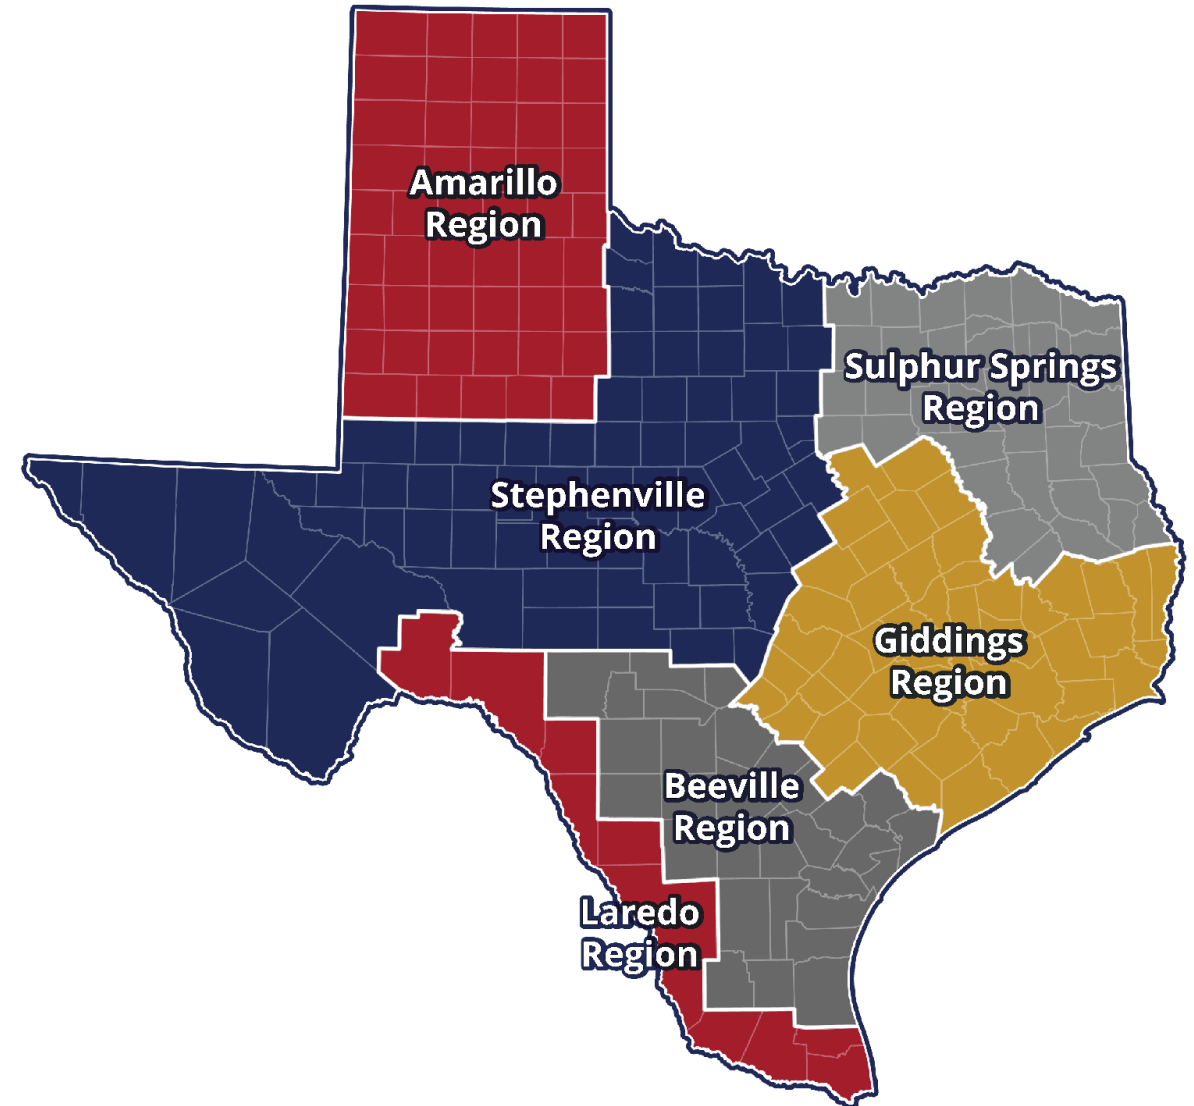 Amarillo
Region
Sulphur Springs
Region
Stephenville
Region
Giddings
Region
Beeville
Region
Laredo
Region